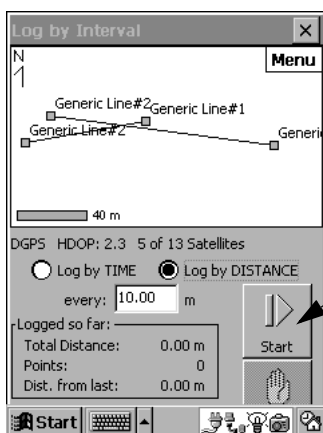 Log by Interval
N
Menu
Generic Line#2
Generic Line#1
Generic Line#2
Generi
40 m
DGPS HDOP: 2.3 5 of 13 Satellites
Log by TIME Log by DISTANCE
every: 10.00 m
Logged so far:
Total Distance: 0.00 m
Points: 0
Dist. from last: 0.00 m
Start
Start